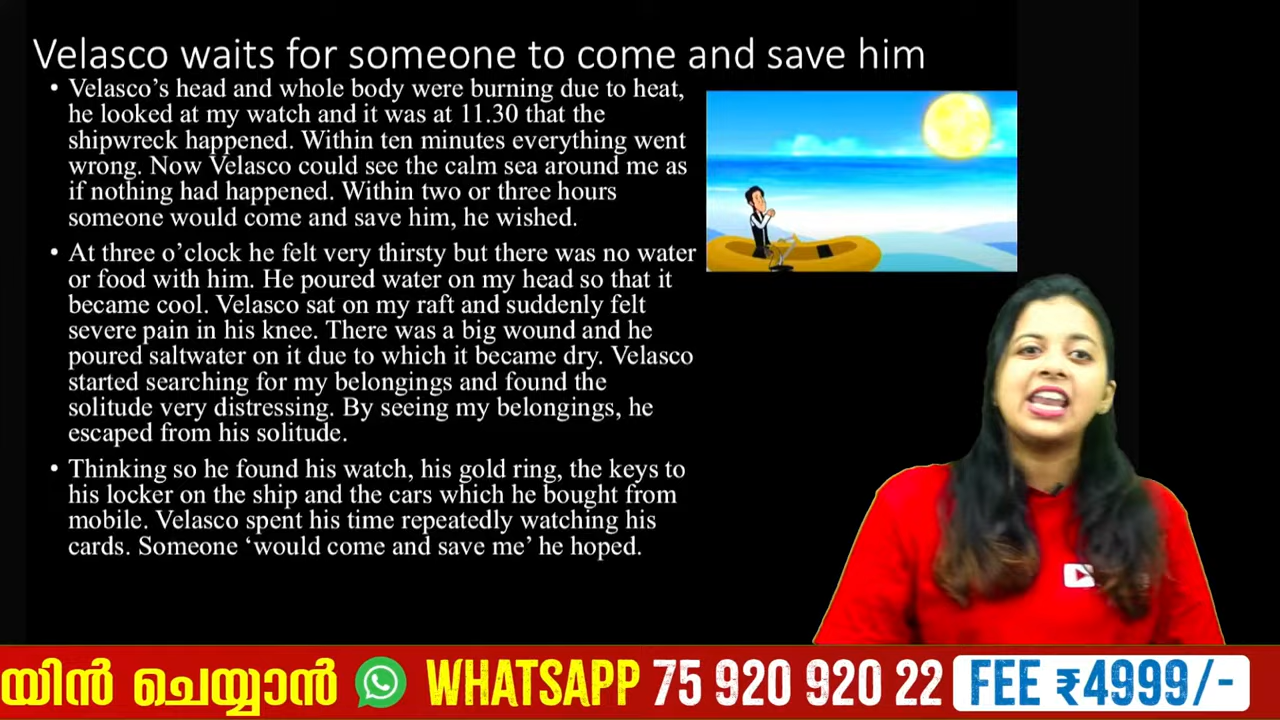 Velasco waits for someone to come and save him
• Velasco’s head and whole body were burning due to heat,
he looked at my watch and it was at 11.30 that the
shipwreck happened. Within ten minutes everything went
wrong. Now Velasco could see the calm sea around me as
if nothing had happened. Within two or three hours
someone would come and save him, he wished.
• At three o’clock he felt very thirsty but there was no water
or food with him. He poured water on my head so that it
became cool. Velasco sat on my raft and suddenly felt
severe pain in his knee. There was a big wound and he
poured saltwater on it due to which it became dry. Velasco
started searching for my belongings and found the
solitude very distressing. By seeing my belongings, he
escaped from his solitude.
• Thinking so he found his watch, his gold ring, the keys to
his locker on the ship and the cars which he bought from
mobile. Velasco spent his time repeatedly watching his
cards. Someone ‘would come and save me’ he hoped.
യിൻ ചെയ്യാൻ WHATSAPP 75 920 920 22 FEE ₹4999/-